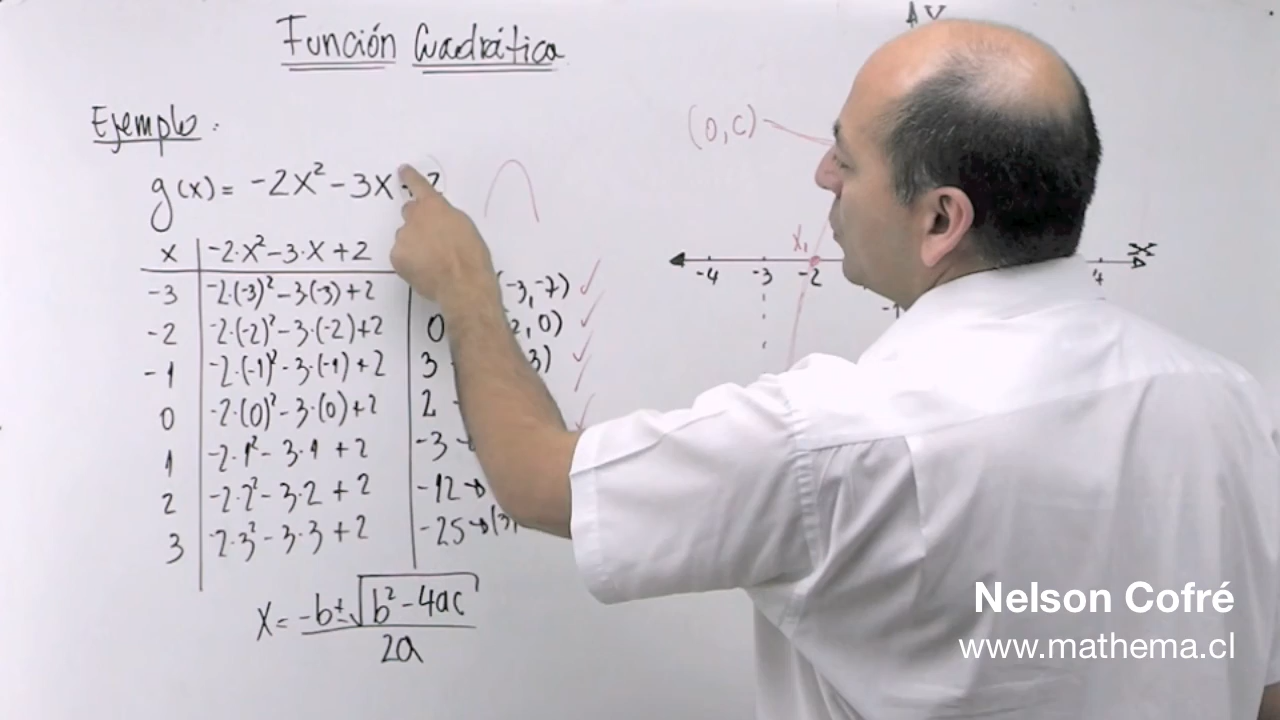 Función Cuadrática
Ejemplo:
g(x) = -2x² - 3x + 2
x -2·x² - 3·x + 2
-3 -2·(-3)² - 3·(-3) + 2 -3, -7) ✓
-2 -2·(-2)² - 3·(-2) + 2 0 , 0) ✓
-1 -2·(-1)² - 3·(-1) + 2 3 3) ✓
0 -2·(0)² - 3·(0) + 2 2
1 -2·1² - 3·1 + 2 -3
2 -2·2² - 3·2 + 2 -12 →
3 -2·3² - 3·3 + 2 -25 → (3,
x = -b ± √b² - 4ac
2a
y
(0, c)
x₁
x
-4 -3 -2 4
-1
Nelson Cofré
www.mathema.cl